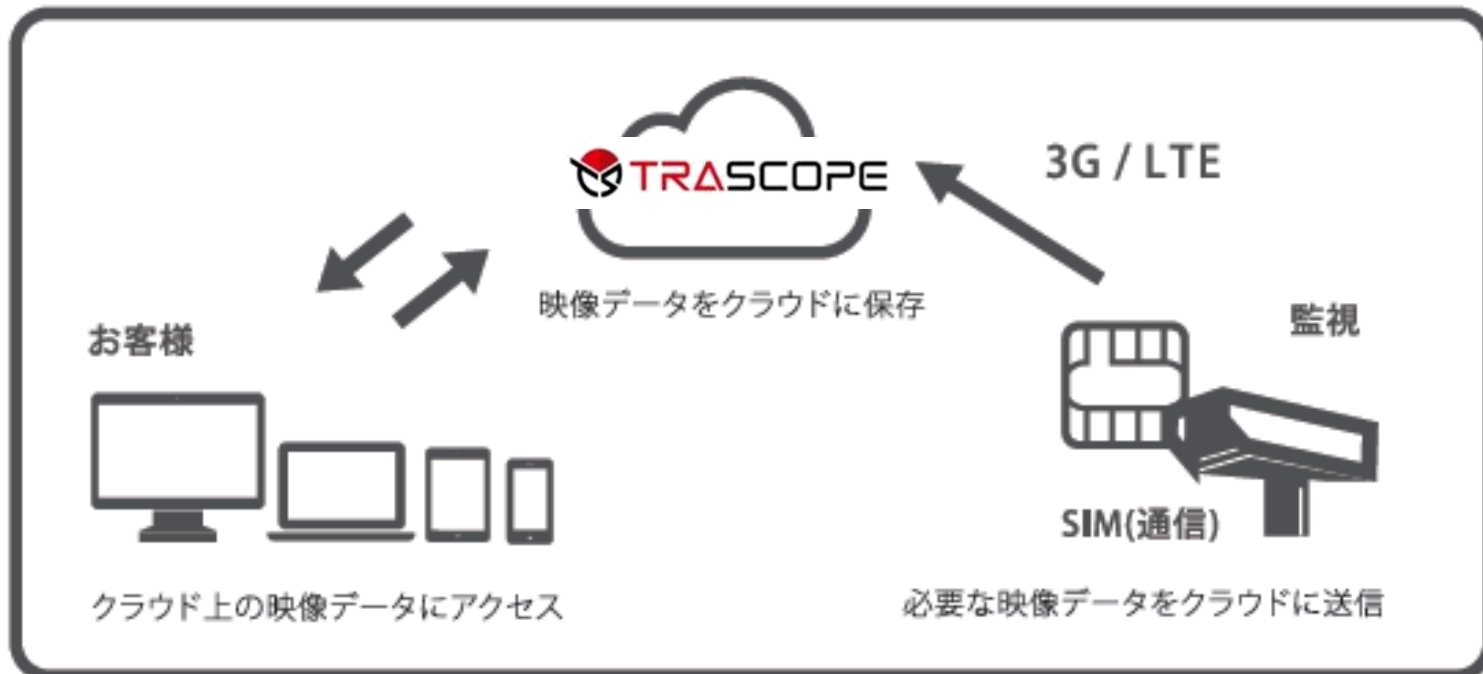 TRASCOPE
3G / LTE
映像データをクラウドに保存
お客様
監視
SIM(通信)
クラウド上の映像データにアクセス
必要な映像データをクラウドに送信